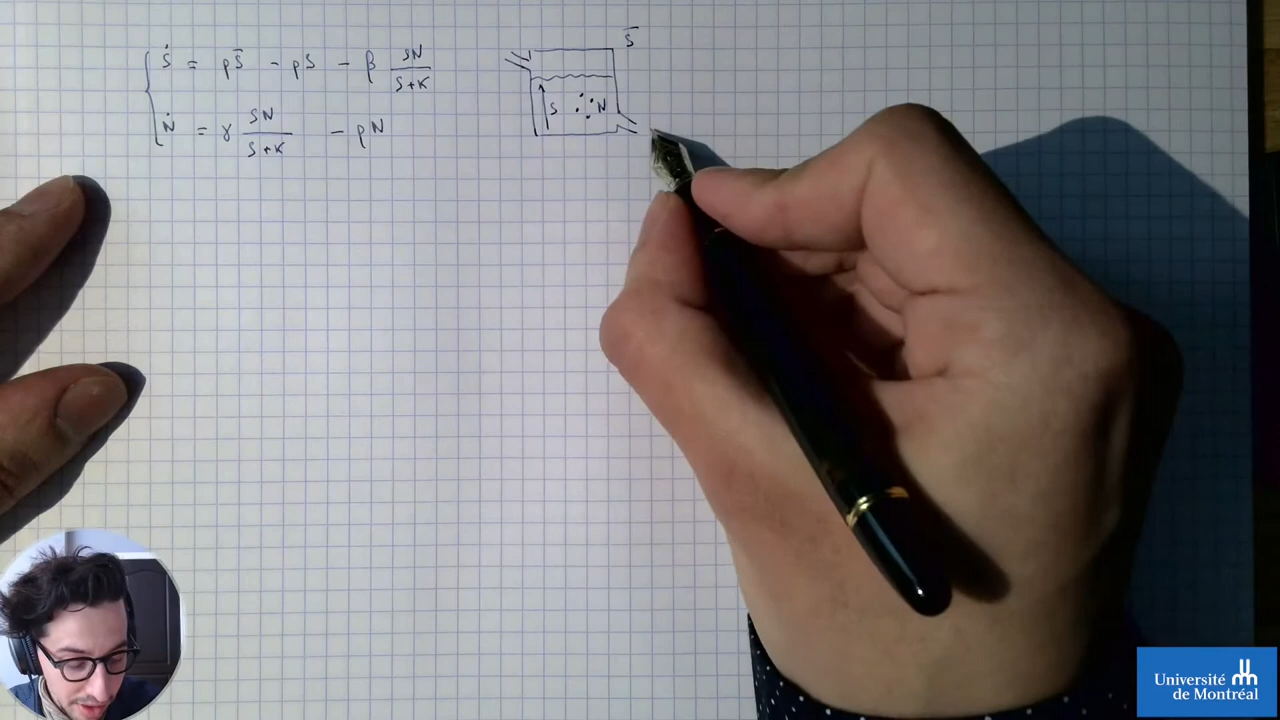 Ṡ = ρS̄ - ρS - β SN/(S+K)
Ṅ = γ SN/(S+K) - ρN
S̄
S N
Université
de Montréal